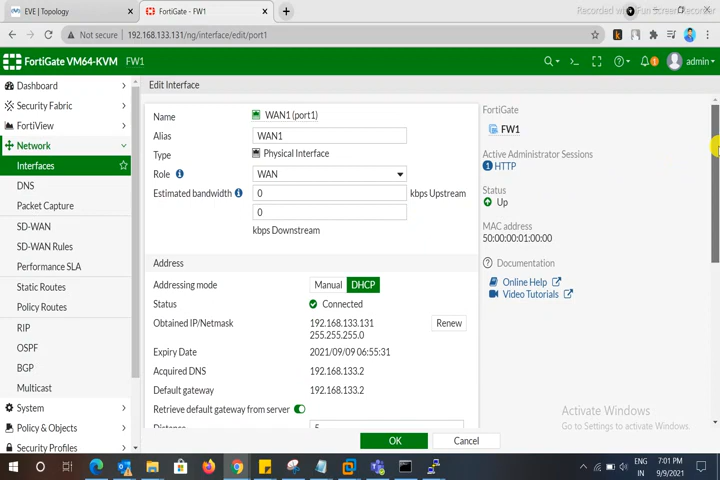 EVE | Topology
FortiGate - FW1
Recorded with Fun Screen Recorder
Not secure 192.168.133.131/ng/interface/edit/port1
FortiGate VM64-KVM FW1
admin
1
Dashboard
Security Fabric
FortiView
Network
Interfaces
DNS
Packet Capture
SD-WAN
SD-WAN Rules
Performance SLA
Static Routes
Policy Routes
RIP
OSPF
BGP
Multicast
System
Policy & Objects
Security Profiles
Edit Interface
Name WAN1 (port1)
Alias WAN1
Type Physical Interface
Role WAN
Estimated bandwidth 0 kbps Upstream
0
kbps Downstream
Address
Addressing mode Manual DHCP
Status Connected
Obtained IP/Netmask 192.168.133.131 Renew
255.255.255.0
Expiry Date 2021/09/09 06:55:31
Acquired DNS 192.168.133.2
Default gateway 192.168.133.2
Retrieve default gateway from server
Distance 5
OK Cancel
FortiGate
FW1
Active Administrator Sessions
1 HTTP
Status
Up
MAC address
50:00:00:01:00:00
Documentation
Online Help
Video Tutorials
Activate Windows
Go to Settings to activate Windows.
ENG
IN
7:01 PM
9/9/2021